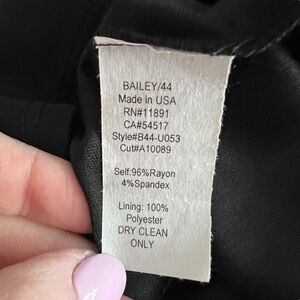 BAILEY/44
Made in USA
RN#11891
CA#54517
Style#B44-U053
Cut#A10089
Self:96%Rayon
4%Spandex
Lining: 100%
Polyester
DRY CLEAN
ONLY